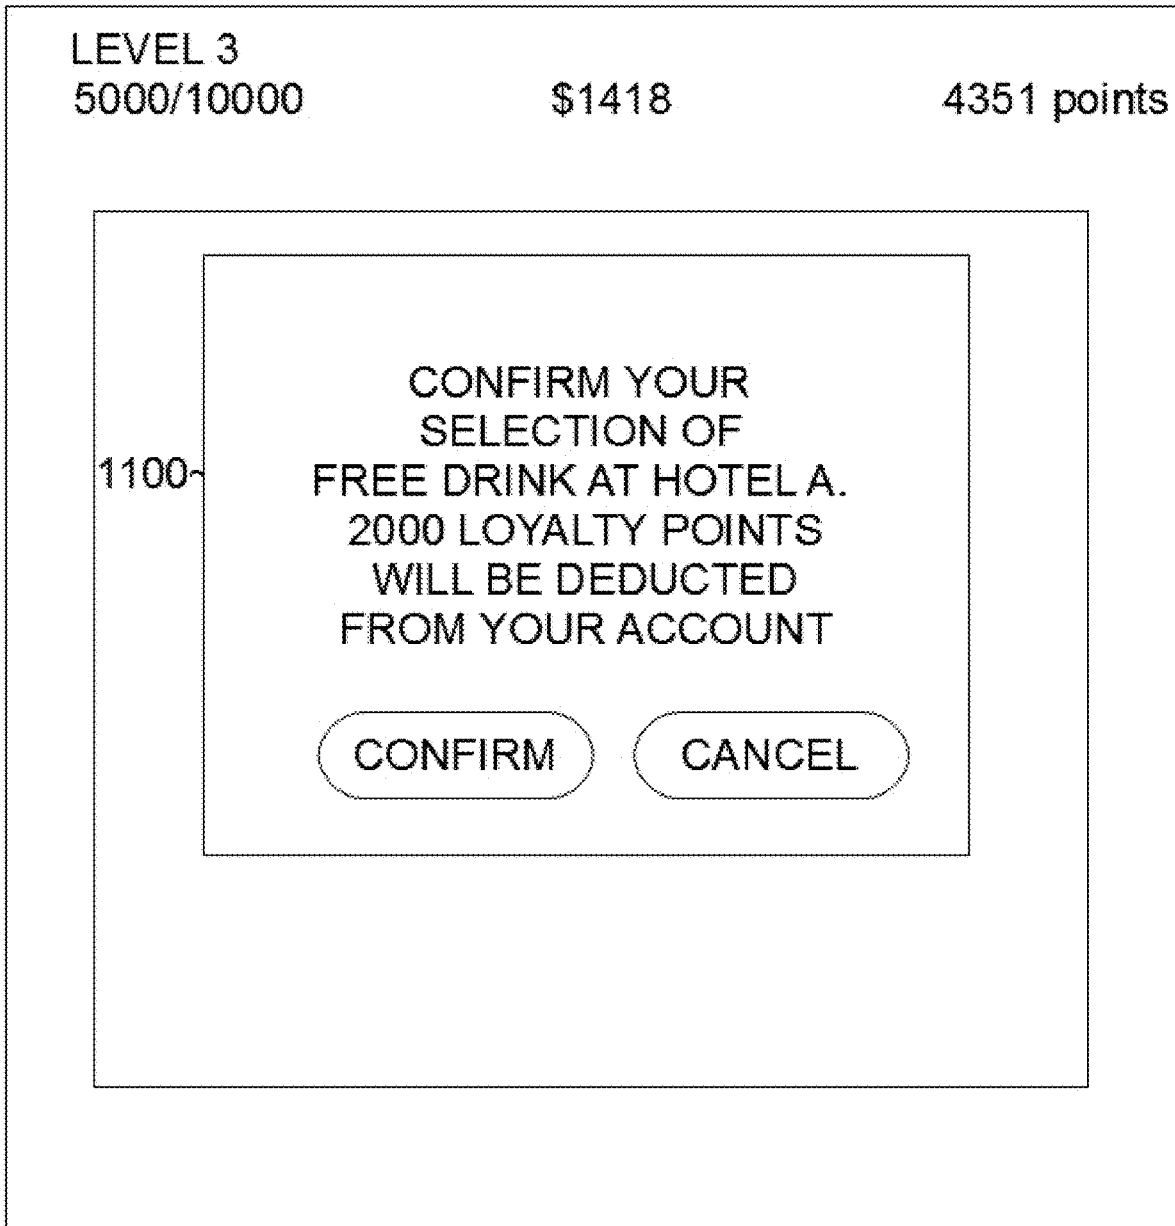 LEVEL 3
5000/10000 $1418 4351 points
CONFIRM YOUR
SELECTION OF
1100~ FREE DRINK AT HOTEL A.
2000 LOYALTY POINTS
WILL BE DEDUCTED
FROM YOUR ACCOUNT
CONFIRM CANCEL